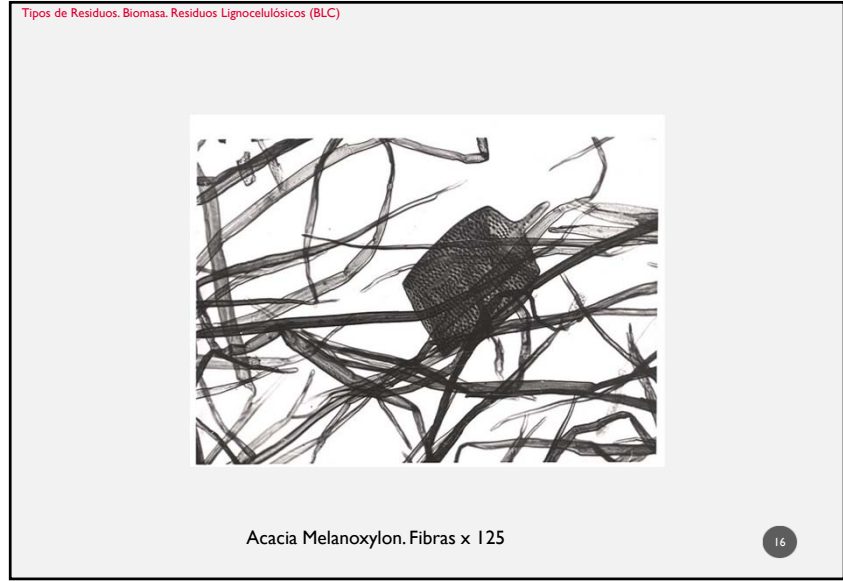 Tipos de Residuos. Biomasa. Residuos Lignocelulósicos (BLC)
Acacia Melanoxylon. Fibras x 125
16